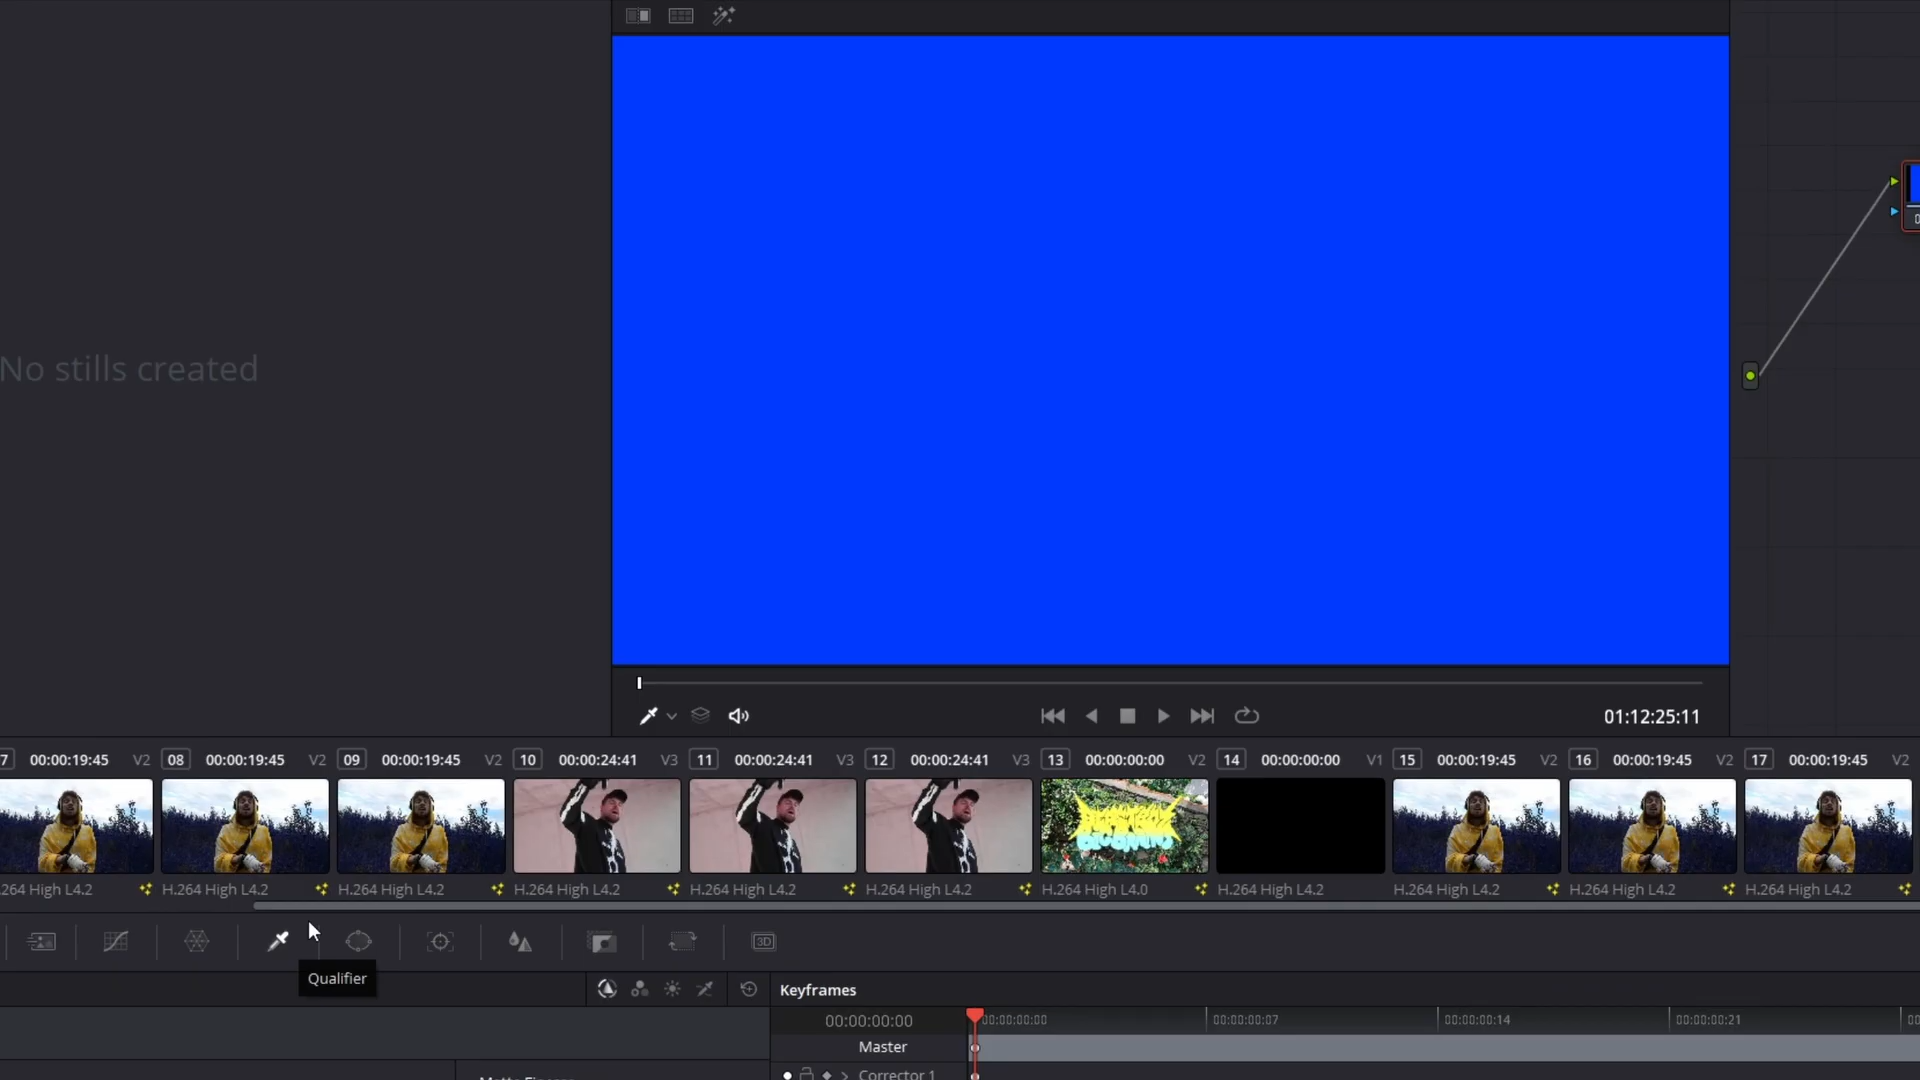 No stills created
01:12:25:11
7 00:00:19:45 V2 08 00:00:19:45 V2 09 00:00:19:45 V2 10 00:00:24:41 V3 11 00:00:24:41 V3 12 00:00:24:41 V3 13 00:00:00:00 V2 14 00:00:00:00 V1 15 00:00:19:45 V2 16 00:00:19:45 V2 17 00:00:19:45 V2
264 High L4.2 H.264 High L4.2 H.264 High L4.2 H.264 High L4.2 H.264 High L4.2 H.264 High L4.2 H.264 High L4.0 H.264 High L4.2 H.264 High L4.2 H.264 High L4.2 H.264 High L4.2
3D
Qualifier
Keyframes
00:00:00:00 00:00:00:00 00:00:00:07 00:00:00:14 00:00:00:21
Master
Corrector 1